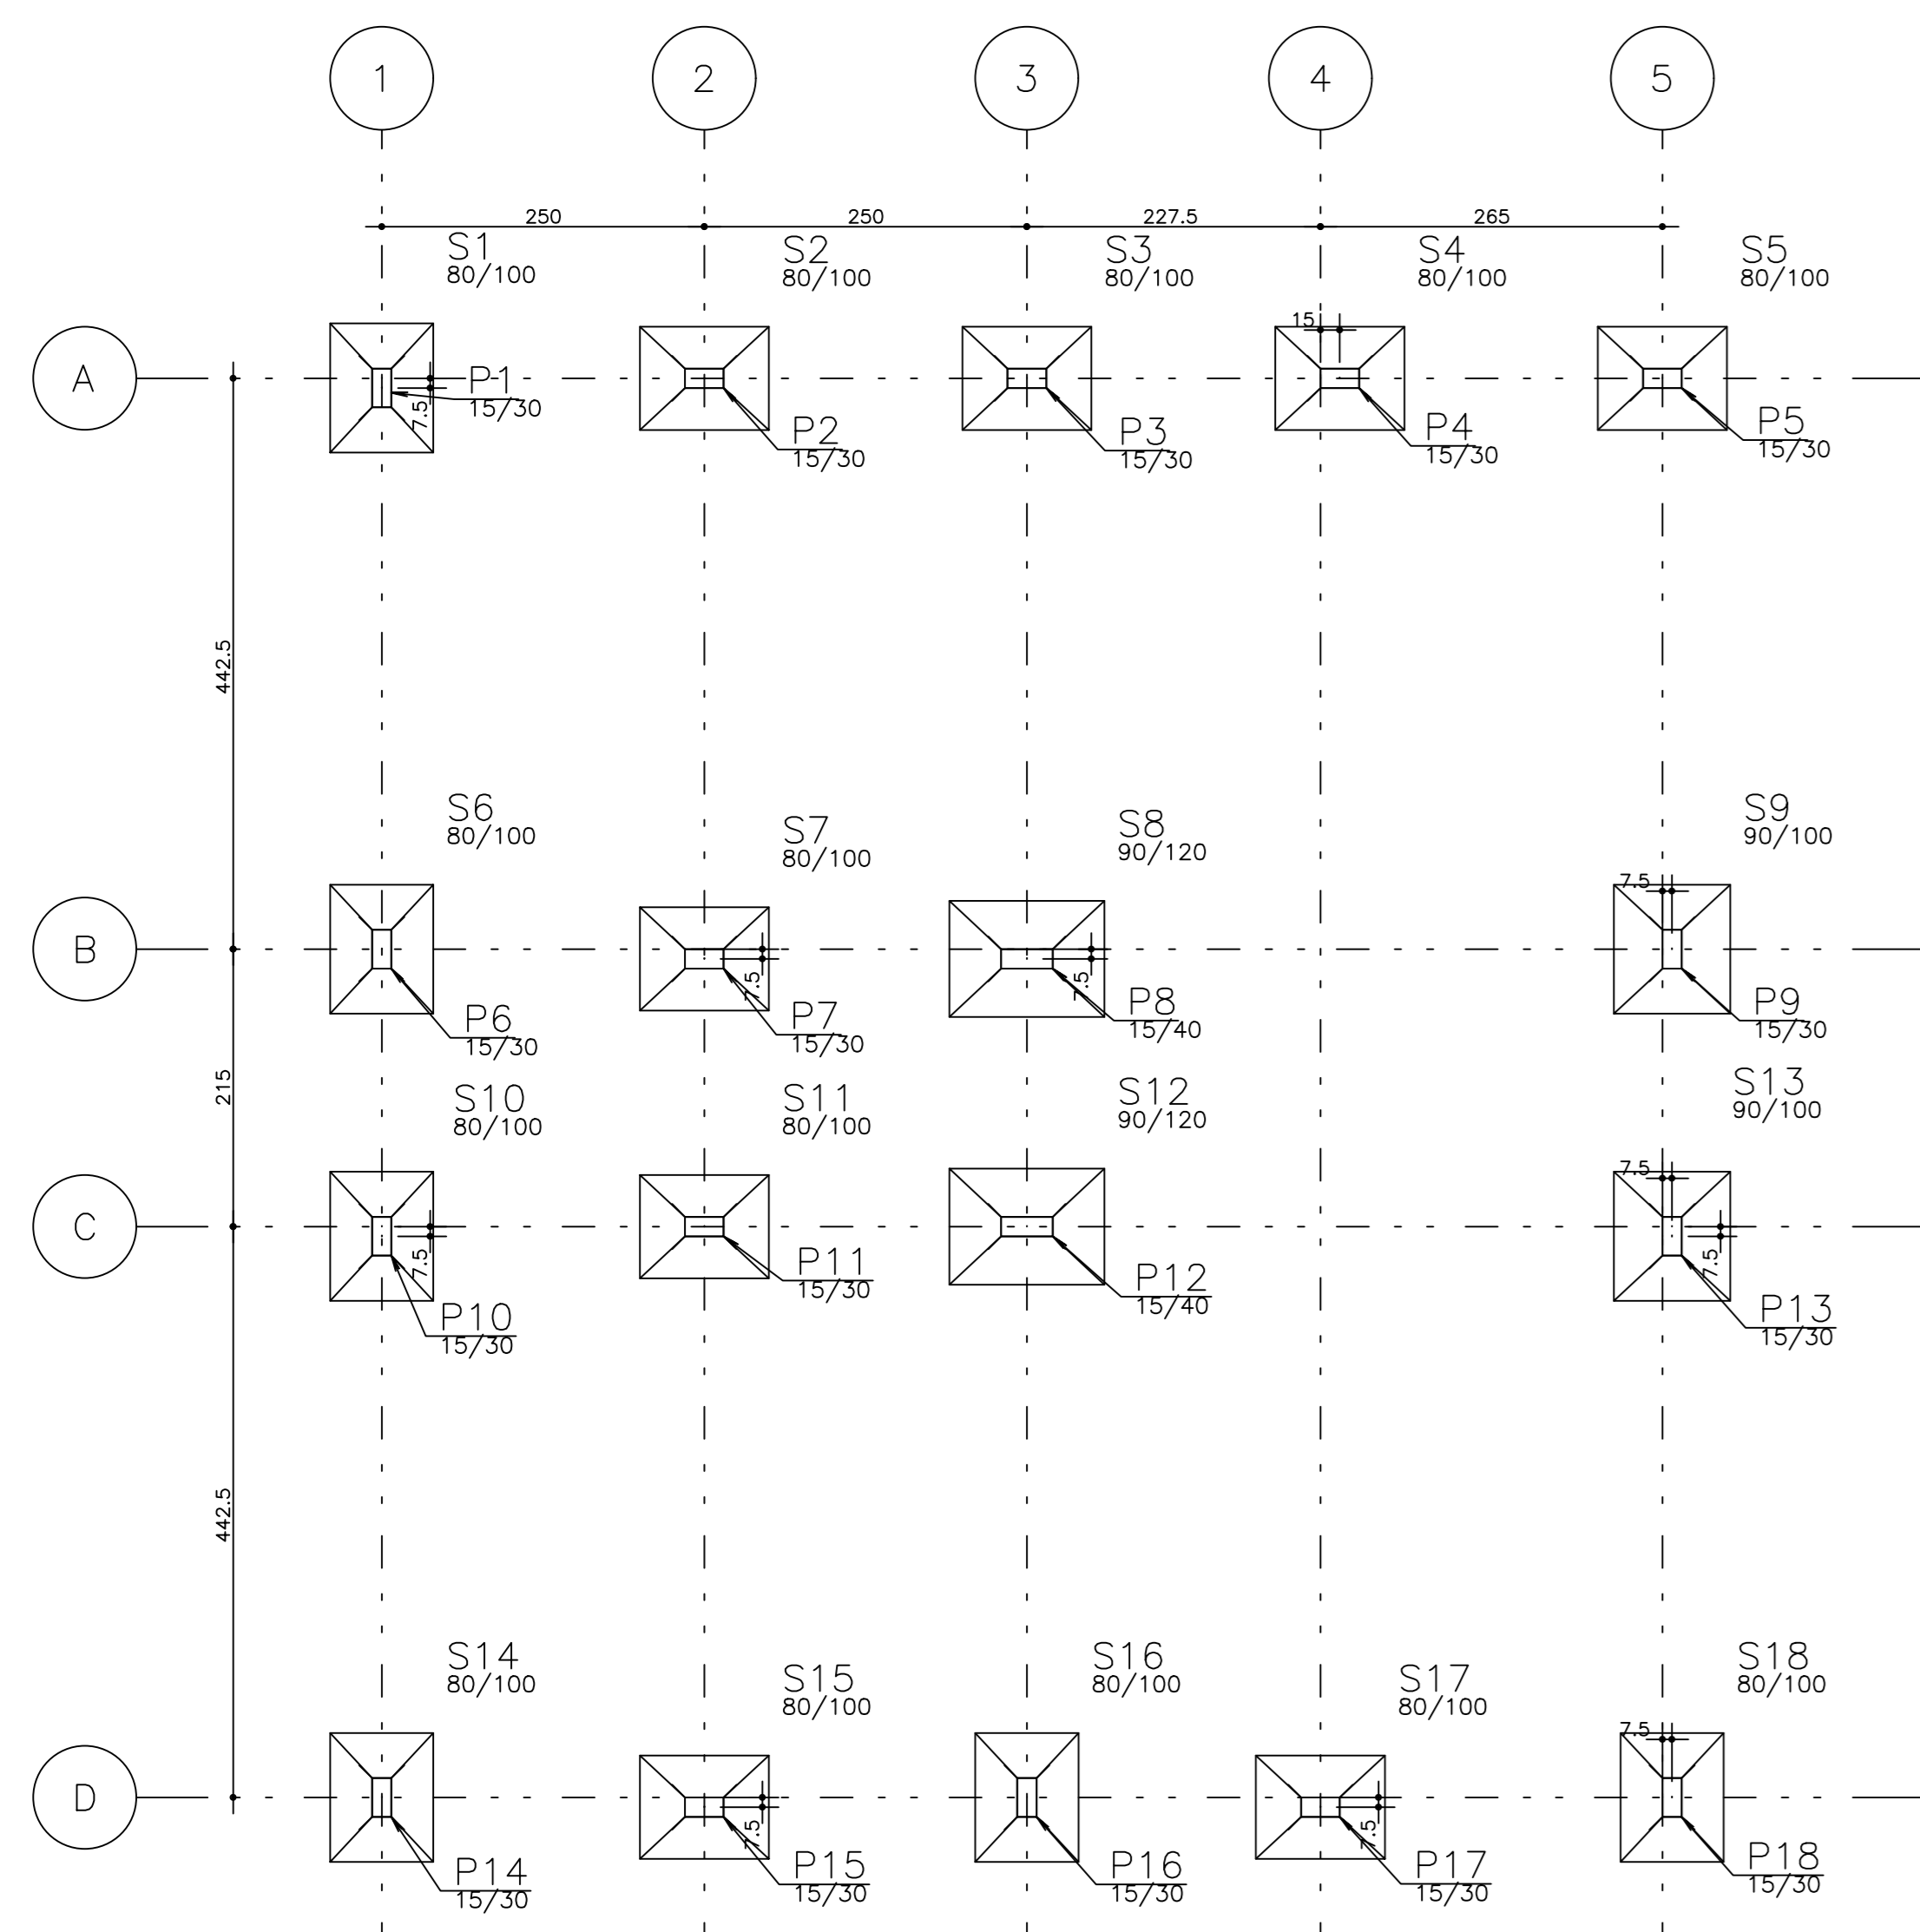 1
2
3
4
5
250
250
227.5
265
S1
80/100
S2
80/100
S3
80/100
S4
80/100
S5
80/100
A
15
7.5
P1
15/30
P2
15/30
P3
15/30
P4
15/30
P5
15/30
442.5
S6
80/100
S7
80/100
S8
90/120
S9
90/100
B
7.5
7.5
7.5
P6
15/30
P7
15/30
P8
15/40
P9
15/30
215
S10
80/100
S11
80/100
S12
90/120
S13
90/100
C
7.5
7.5
7.5
P10
15/30
P11
15/30
P12
15/40
P13
15/30
442.5
S14
80/100
S15
80/100
S16
80/100
S17
80/100
S18
80/100
D
7.5
7.5
7.5
P14
15/30
P15
15/30
P16
15/30
P17
15/30
P18
15/30